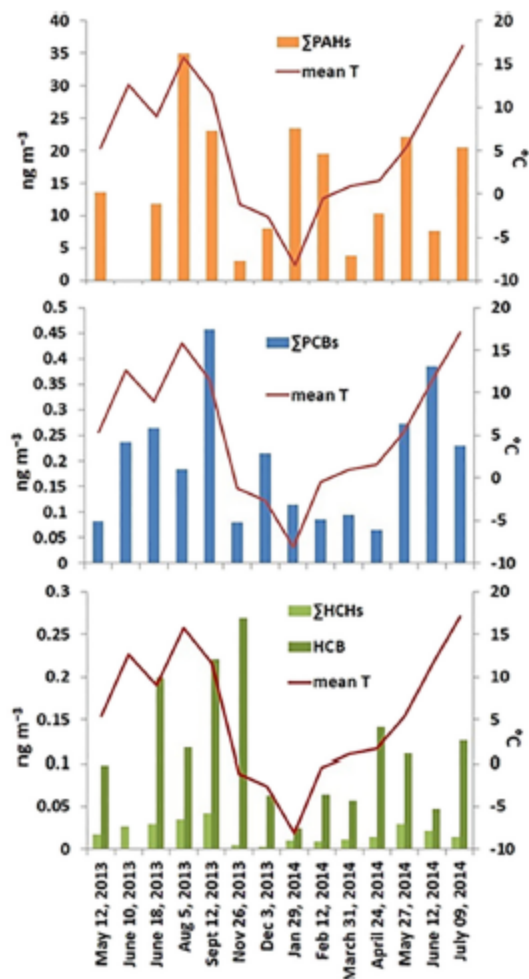 40
35
30
25
20
15
10
5
0
ng m⁻³
∑PAHs
mean T
20
15
10
5
0
-5
-10
°C
0.5
0.45
0.4
0.35
0.3
0.25
0.2
0.15
0.1
0.05
0
ng m⁻³
∑PCBs
mean T
20
15
10
5
0
-5
-10
°C
0.3
0.25
0.2
0.15
0.1
0.05
0
ng m⁻³
∑HCHs
HCB
mean T
20
15
10
5
0
-5
-10
°C
May 12, 2013
June 10, 2013
June 18, 2013
Aug 5, 2013
Sept 12, 2013
Nov 26, 2013
Dec 3, 2013
Jan 29, 2014
Feb 12, 2014
March 31, 2014
April 24, 2014
May 27, 2014
June 12, 2014
July 09, 2014